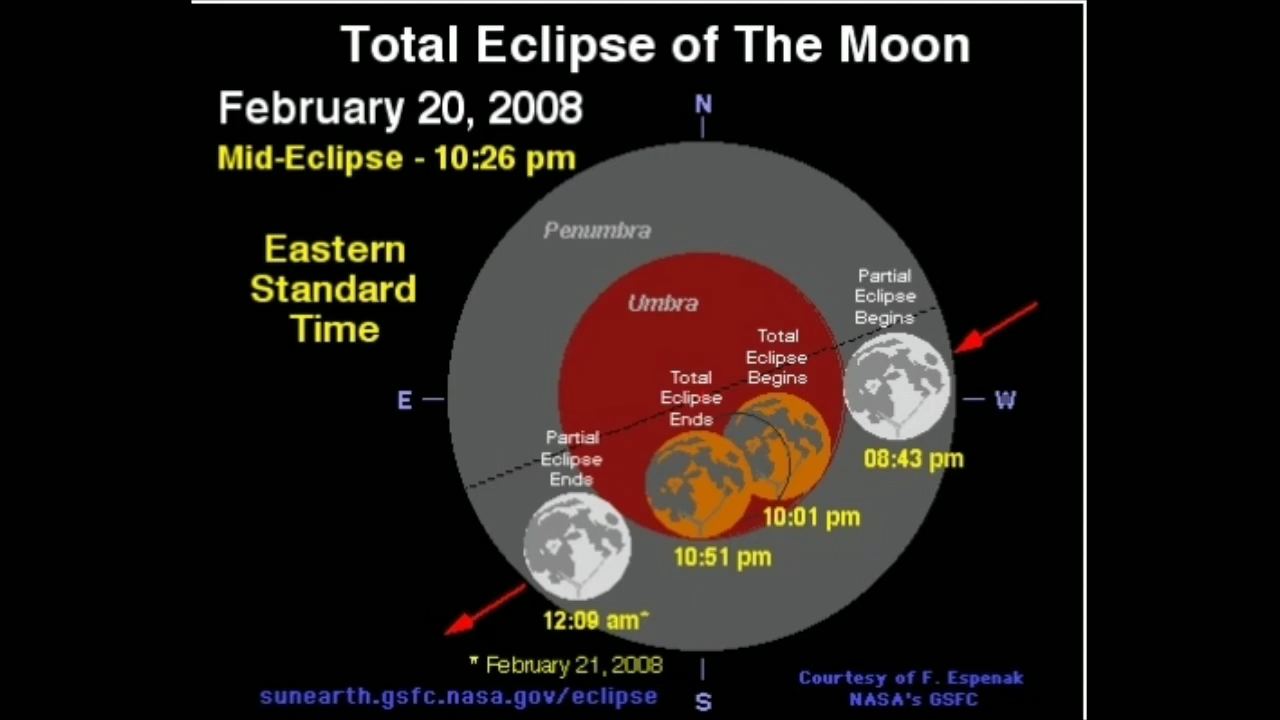 Total Eclipse of The Moon
February 20, 2008
Mid-Eclipse - 10:26 pm
N
Eastern
Standard
Time
Penumbra
Umbra
Partial
Eclipse
Begins
Total
Eclipse
Begins
Total
Eclipse
Ends
Partial
Eclipse
Ends
E
W
08:43 pm
10:01 pm
10:51 pm
12:09 am*
* February 21, 2008
sunearth.gsfc.nasa.gov/eclipse
S
Courtesy of F. Espenak
NASA's GSFC